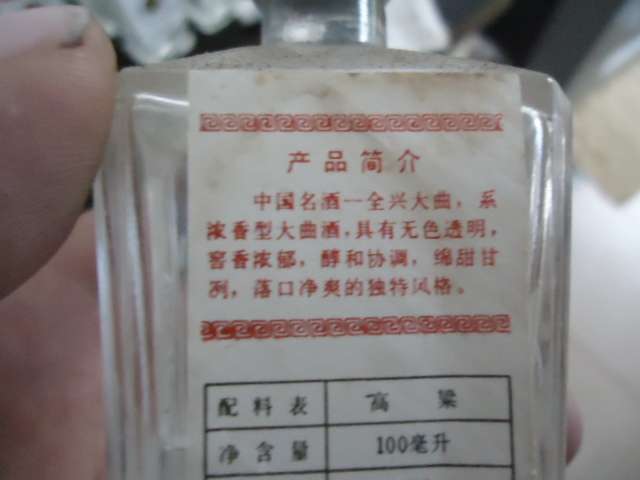 产品简介
中国名酒一全兴大曲，系
浓香型大曲酒，具有无色透明，
窖香浓郁，醇和协调，绵甜甘
洌，落口净爽的独特风格。
配料表 高粱
净含量 100毫升